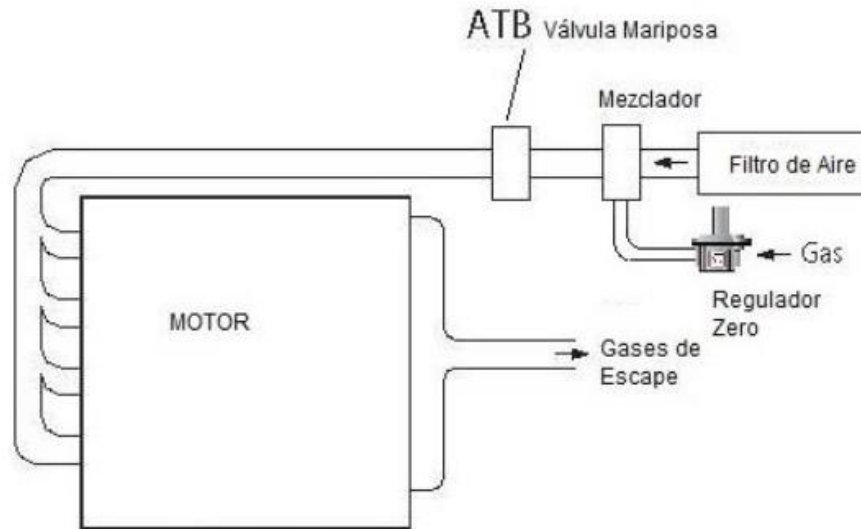 ATB Válvula Mariposa
Mezclador
Filtro de Aire
Gas
Regulador
Zero
MOTOR
Gases de
Escape